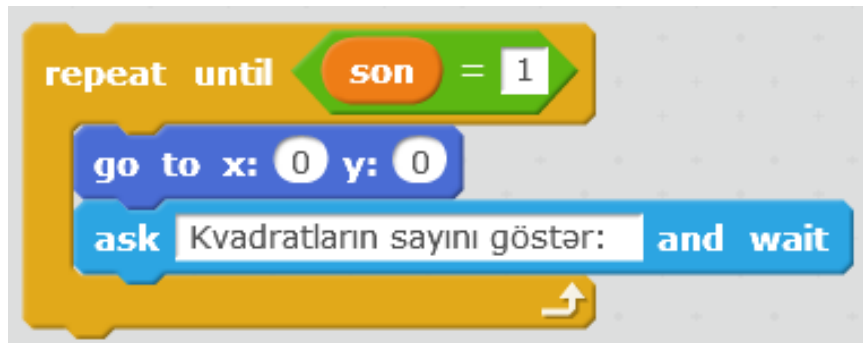 repeat until son = 1
go to x: 0 y: 0
ask Kvadratların sayını göstər: and wait